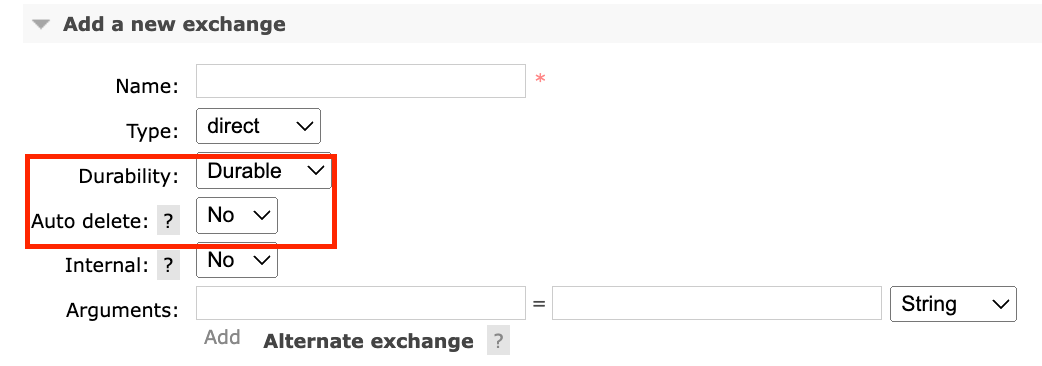 Add a new exchange
Name: *
Type: direct
Durability: Durable
Auto delete: ? No
Internal: ? No
Arguments: = String
Add Alternate exchange ?